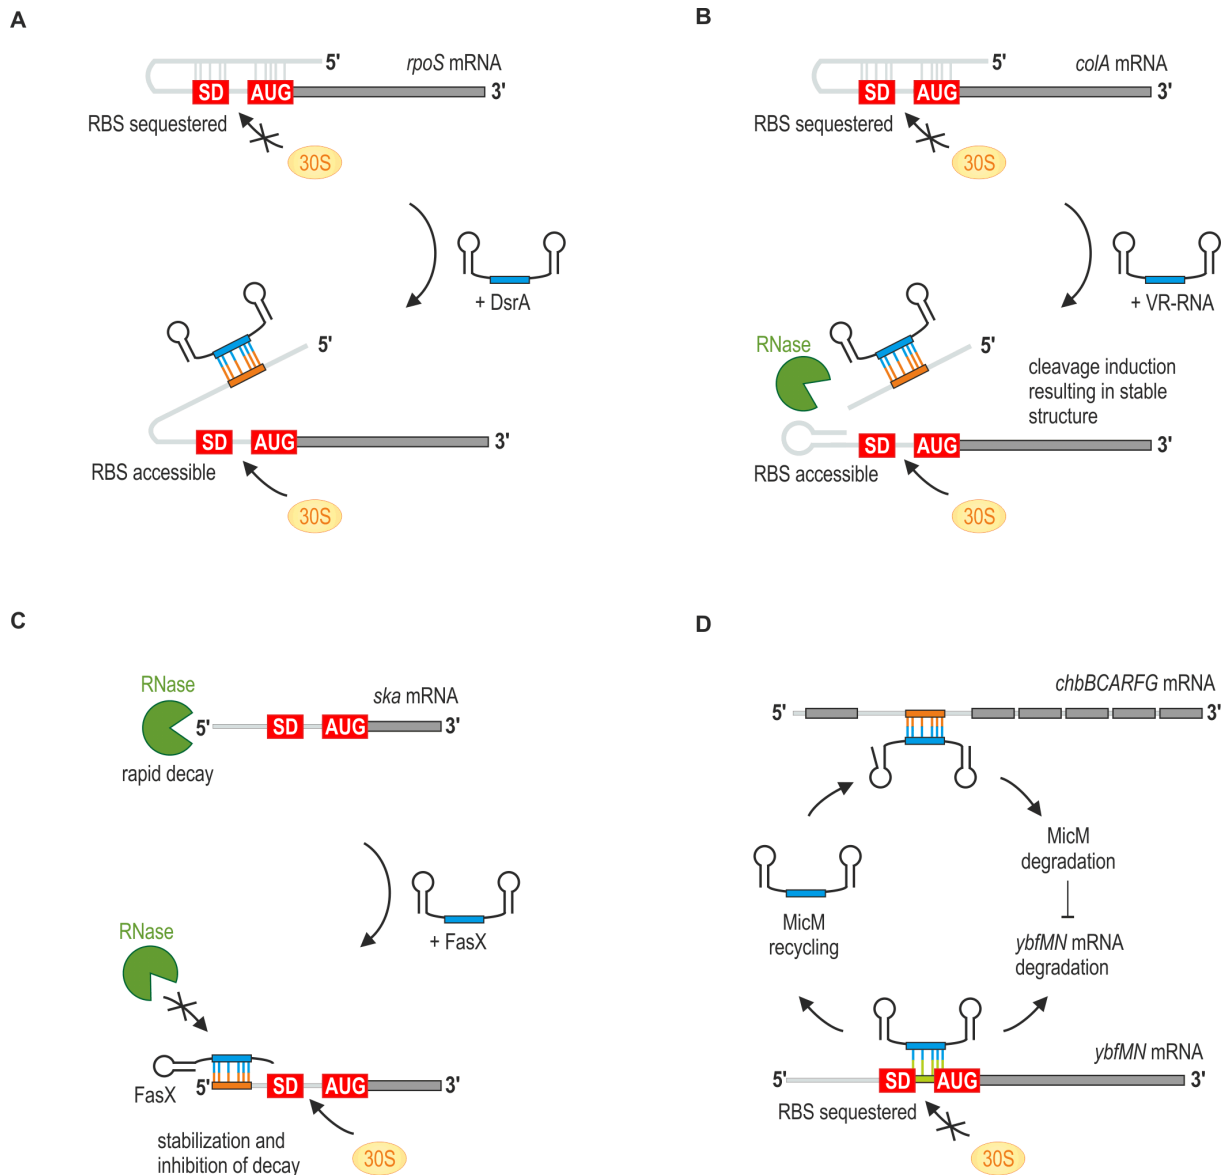 A
5'
rpoS mRNA
SD
AUG
3'
RBS sequestered
30S
+ DsrA
5'
SD
AUG
3'
RBS accessible
30S
B
5'
colA mRNA
SD
AUG
3'
RBS sequestered
30S
+ VR-RNA
RNase
5'
cleavage induction
resulting in stable
structure
SD
AUG
3'
RBS accessible
30S
C
RNase
ska mRNA
5'
SD
AUG
3'
rapid decay
+ FasX
RNase
FasX
5'
SD
AUG
3'
stabilization and
inhibition of decay
30S
D
chbBCARFG mRNA
5'
3'
MicM
degradation
MicM
recycling
ybfMN mRNA
degradation
ybfMN mRNA
5'
SD
AUG
3'
RBS sequestered
30S